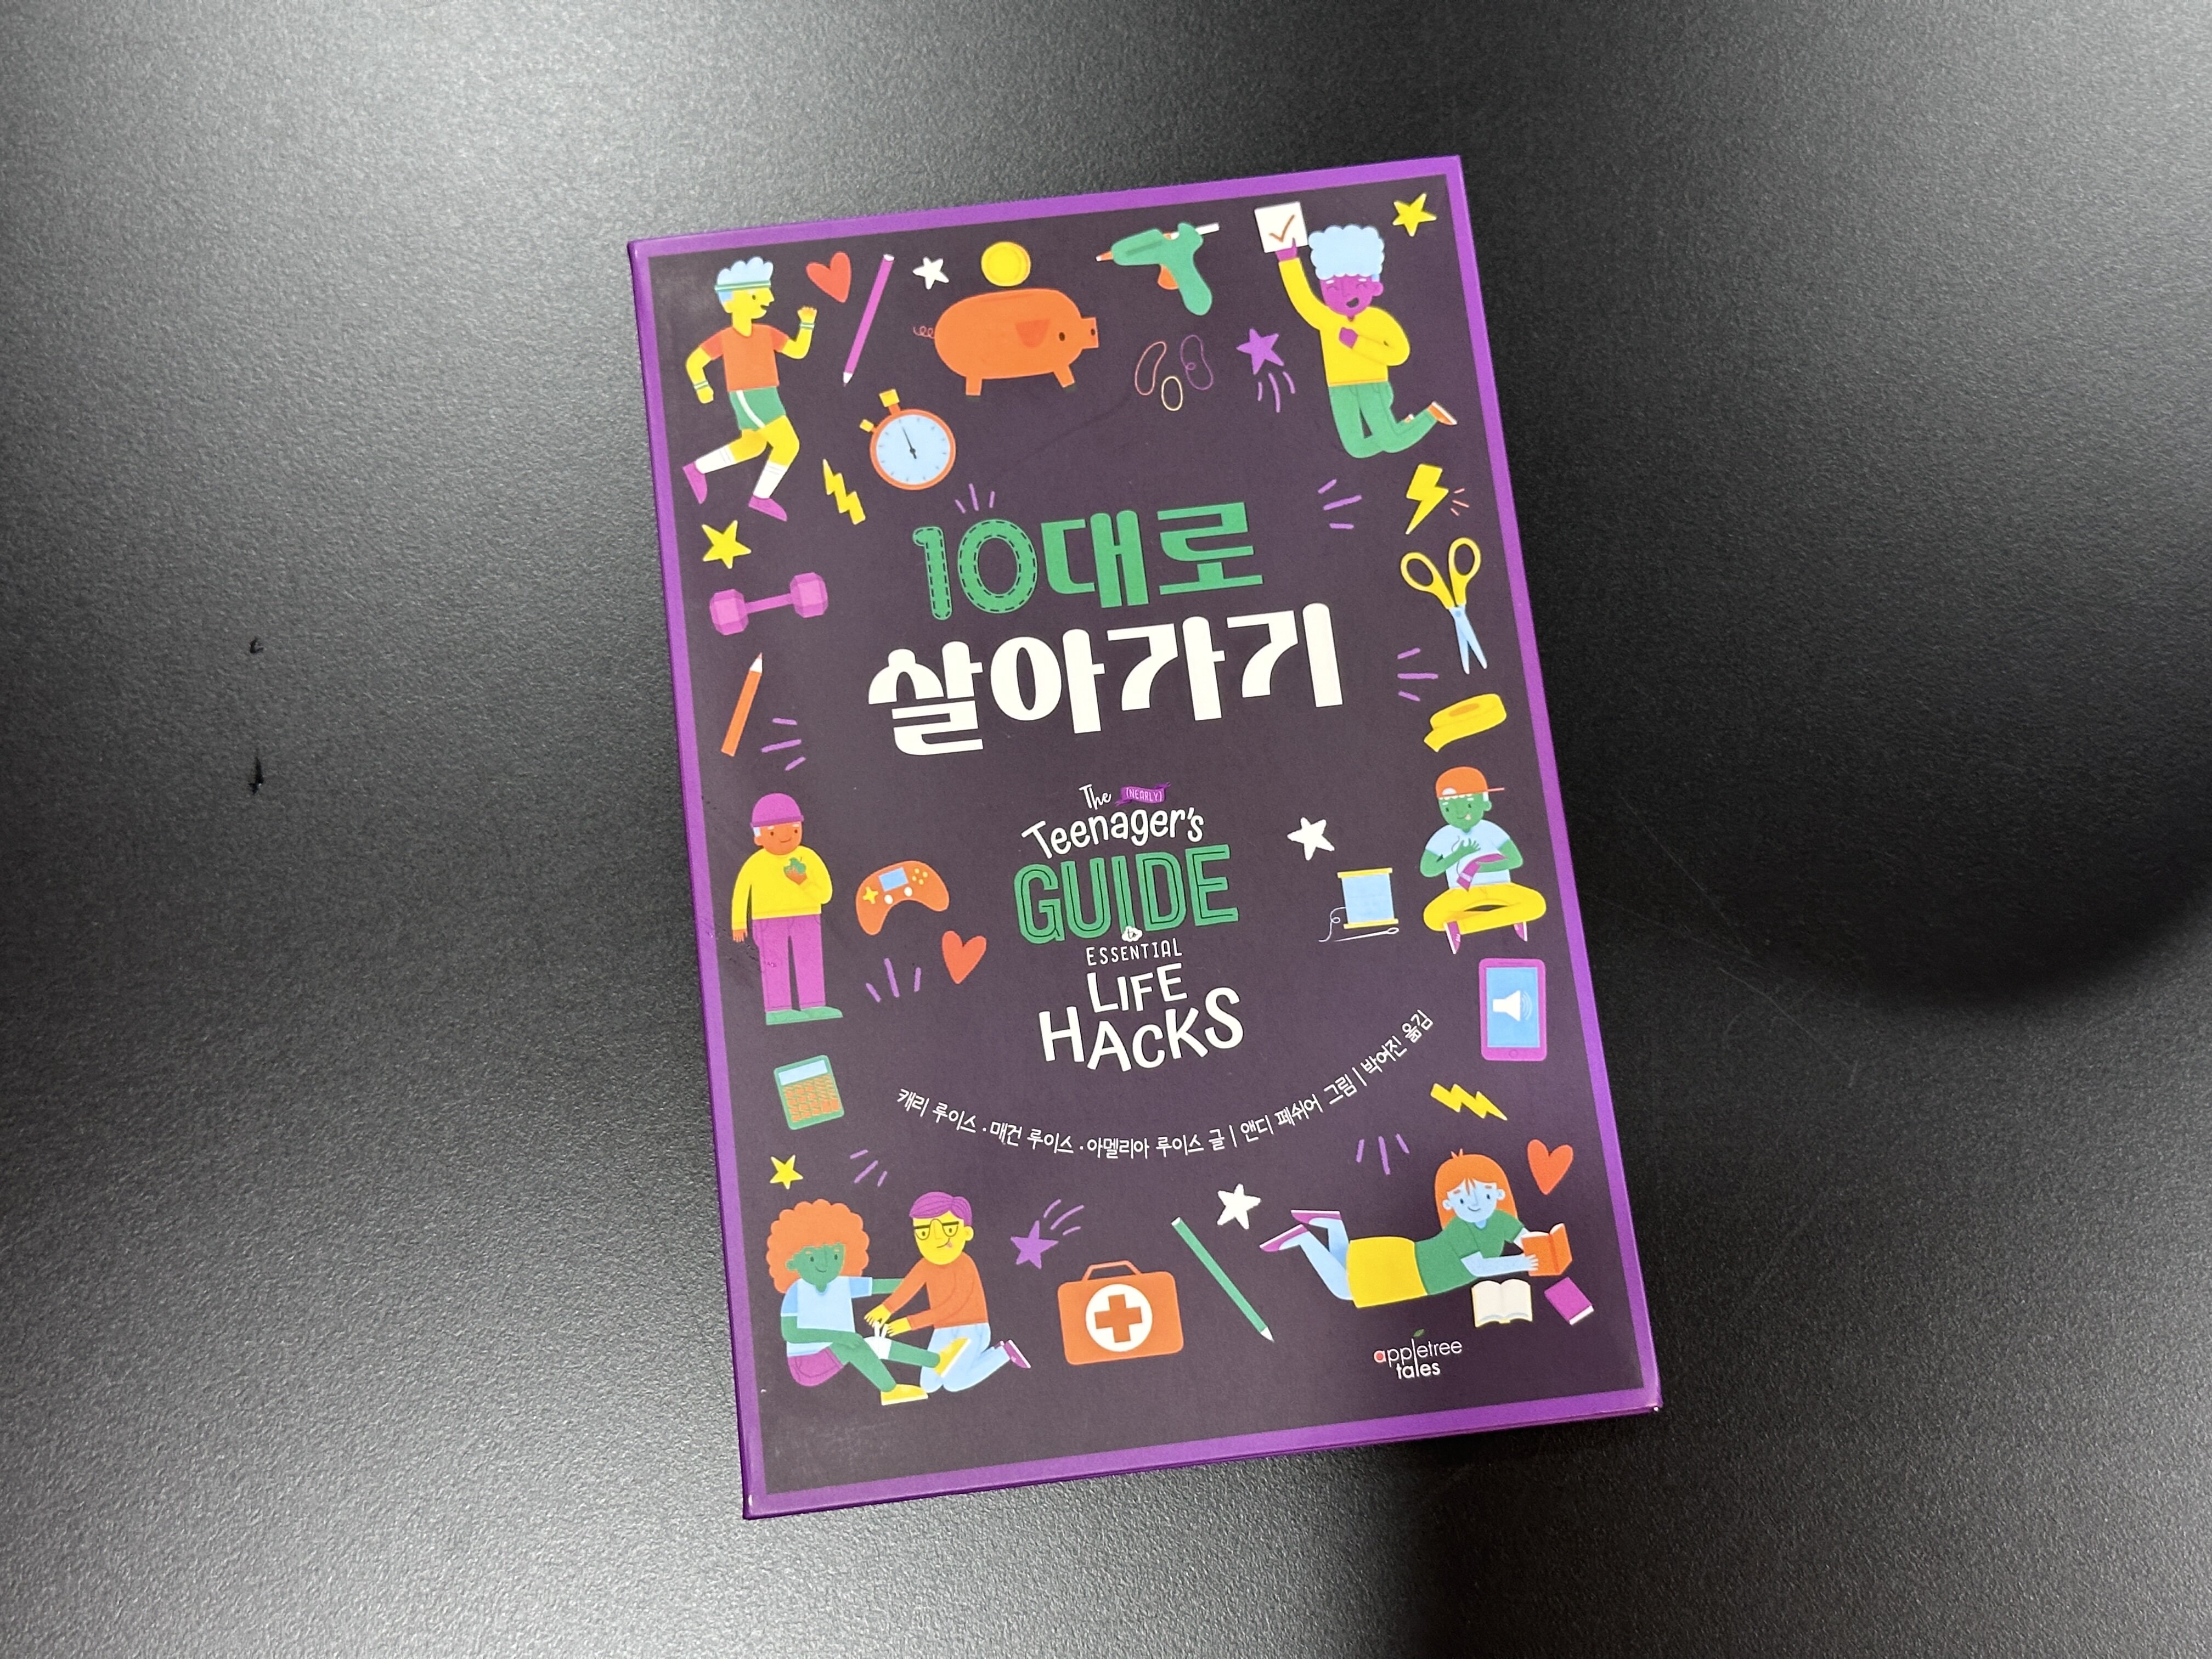 10대로
살아가기
The (NEARLY)
Teenager's
GUIDE
to
ESSENTIAL
LIFE
HACKS
캐리 루이스 · 매건 루이스 · 아멜리아 루이스 글 | 앤디 페쉬어 그림 | 박여진 옮김
appletree
tales